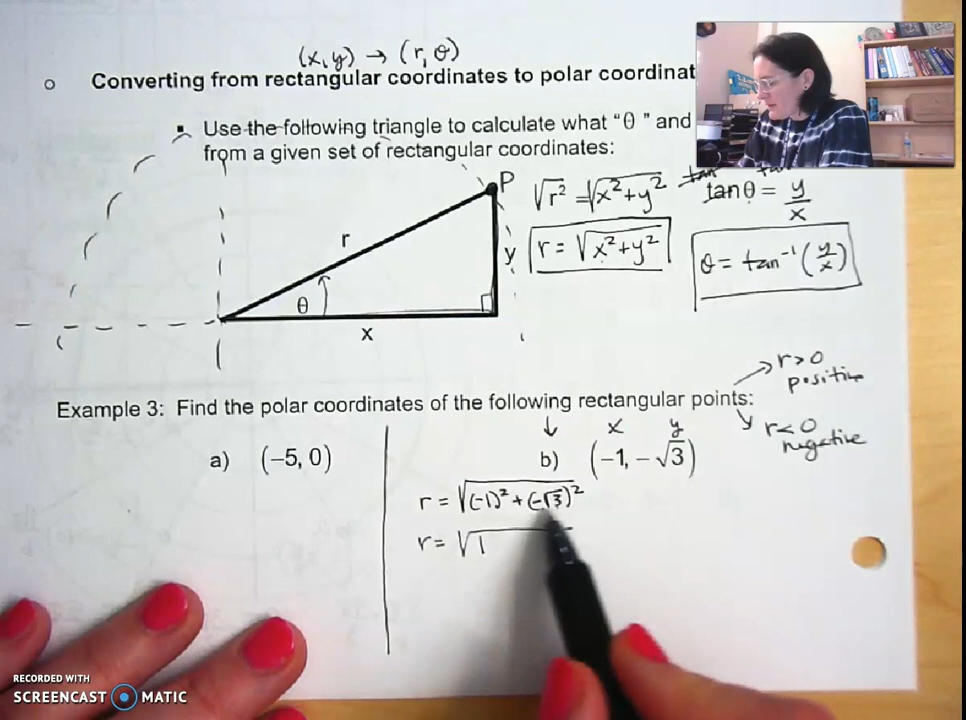 (x,y) → (r,θ)
o Converting from rectangular coordinates to polar coordinat
▪ Use the following triangle to calculate what “θ ” and
from a given set of rectangular coordinates:
P
r
θ
x
y
√r² = √x²+y²
r = √x²+y²
tan
tanθ = y/x
θ = tan⁻¹(y/x)
r>0
positive
Example 3: Find the polar coordinates of the following rectangular points:
r<0
negative
x y
a) (−5, 0)
b) (−1, −√3)
r = √(-1)²+(-√3)²
r = √1
RECORDED WITH
SCREENCAST MATIC